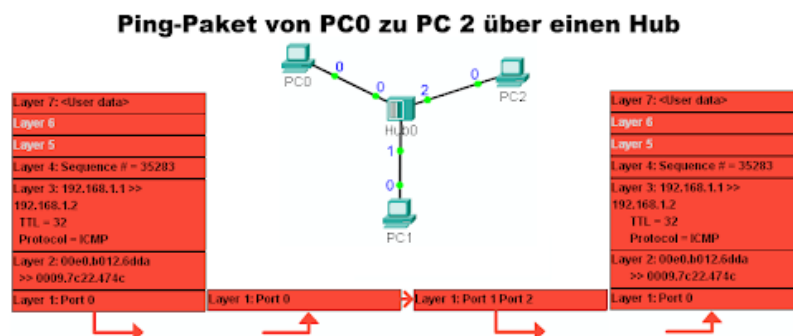 Ping-Paket von PC0 zu PC 2 über einen Hub
PC0
0
0
2
0
PC2
Hub0
1
0
PC1
Layer 7: <User data>
Layer 6
Layer 5
Layer 4: Sequence # = 35283
Layer 3: 192.168.1.1 >>
192.168.1.2
TTL = 32
Protocol = ICMP
Layer 2: 00e0.b012.6dda
>> 0009.7c22.474c
Layer 1: Port 0
Layer 1: Port 0
Layer 1: Port 1 Port 2
Layer 7: <User data>
Layer 6
Layer 5
Layer 4: Sequence # = 35283
Layer 3: 192.168.1.1 >>
192.168.1.2
TTL = 32
Protocol = ICMP
Layer 2: 00e0.b012.6dda
>> 0009.7c22.474c
Layer 1: Port 0